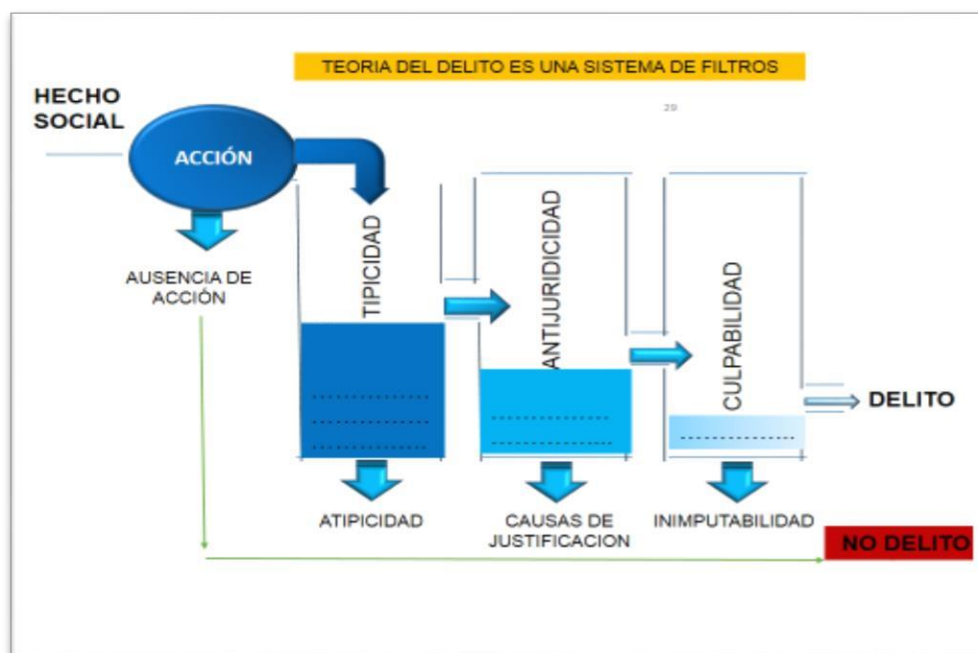 TEORIA DEL DELITO ES UNA SISTEMA DE FILTROS
29
HECHO
SOCIAL
ACCIÓN
AUSENCIA DE
ACCIÓN
TIPICIDAD
ANTIJURIDICIDAD
CULPABILIDAD
DELITO
ATIPICIDAD
CAUSAS DE
JUSTIFICACION
INIMPUTABILIDAD
NO DELITO